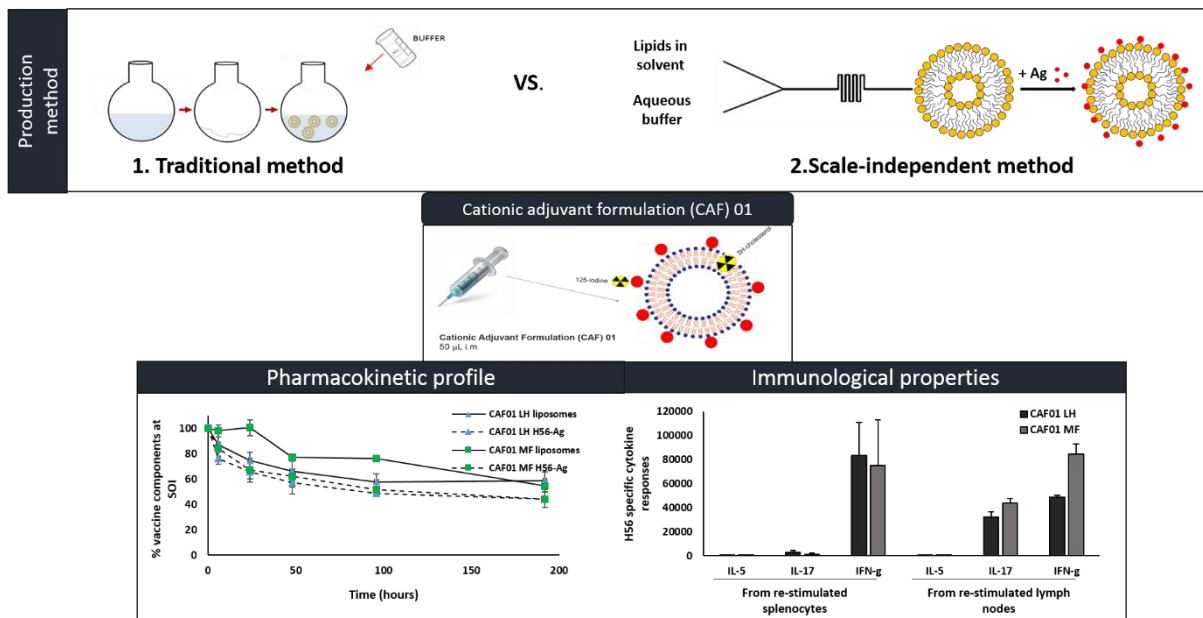 Production
method
BUFFER
1. Traditional method
VS.
Lipids in
solvent
Aqueous
buffer
+ Ag
2.Scale-independent method
Cationic adjuvant formulation (CAF) 01
125-iodine
3H-cholesterol
Cationic Adjuvant Formulation (CAF) 01
50 µL i.m
Pharmacokinetic profile
% vaccine components at
SOI
100
80
60
40
20
0
0
50
100
150
200
Time (hours)
CAF01 LH liposomes
CAF01 LH H56-Ag
CAF01 MF liposomes
CAF01 MF H56-Ag
Immunological properties
H56 specific cytokine
responses
120000
100000
80000
60000
40000
20000
0
CAF01 LH
CAF01 MF
IL-5
IL-17
IFN-g
IL-5
IL-17
IFN-g
From re-stimulated
splenocytes
From re-stimulated lymph
nodes